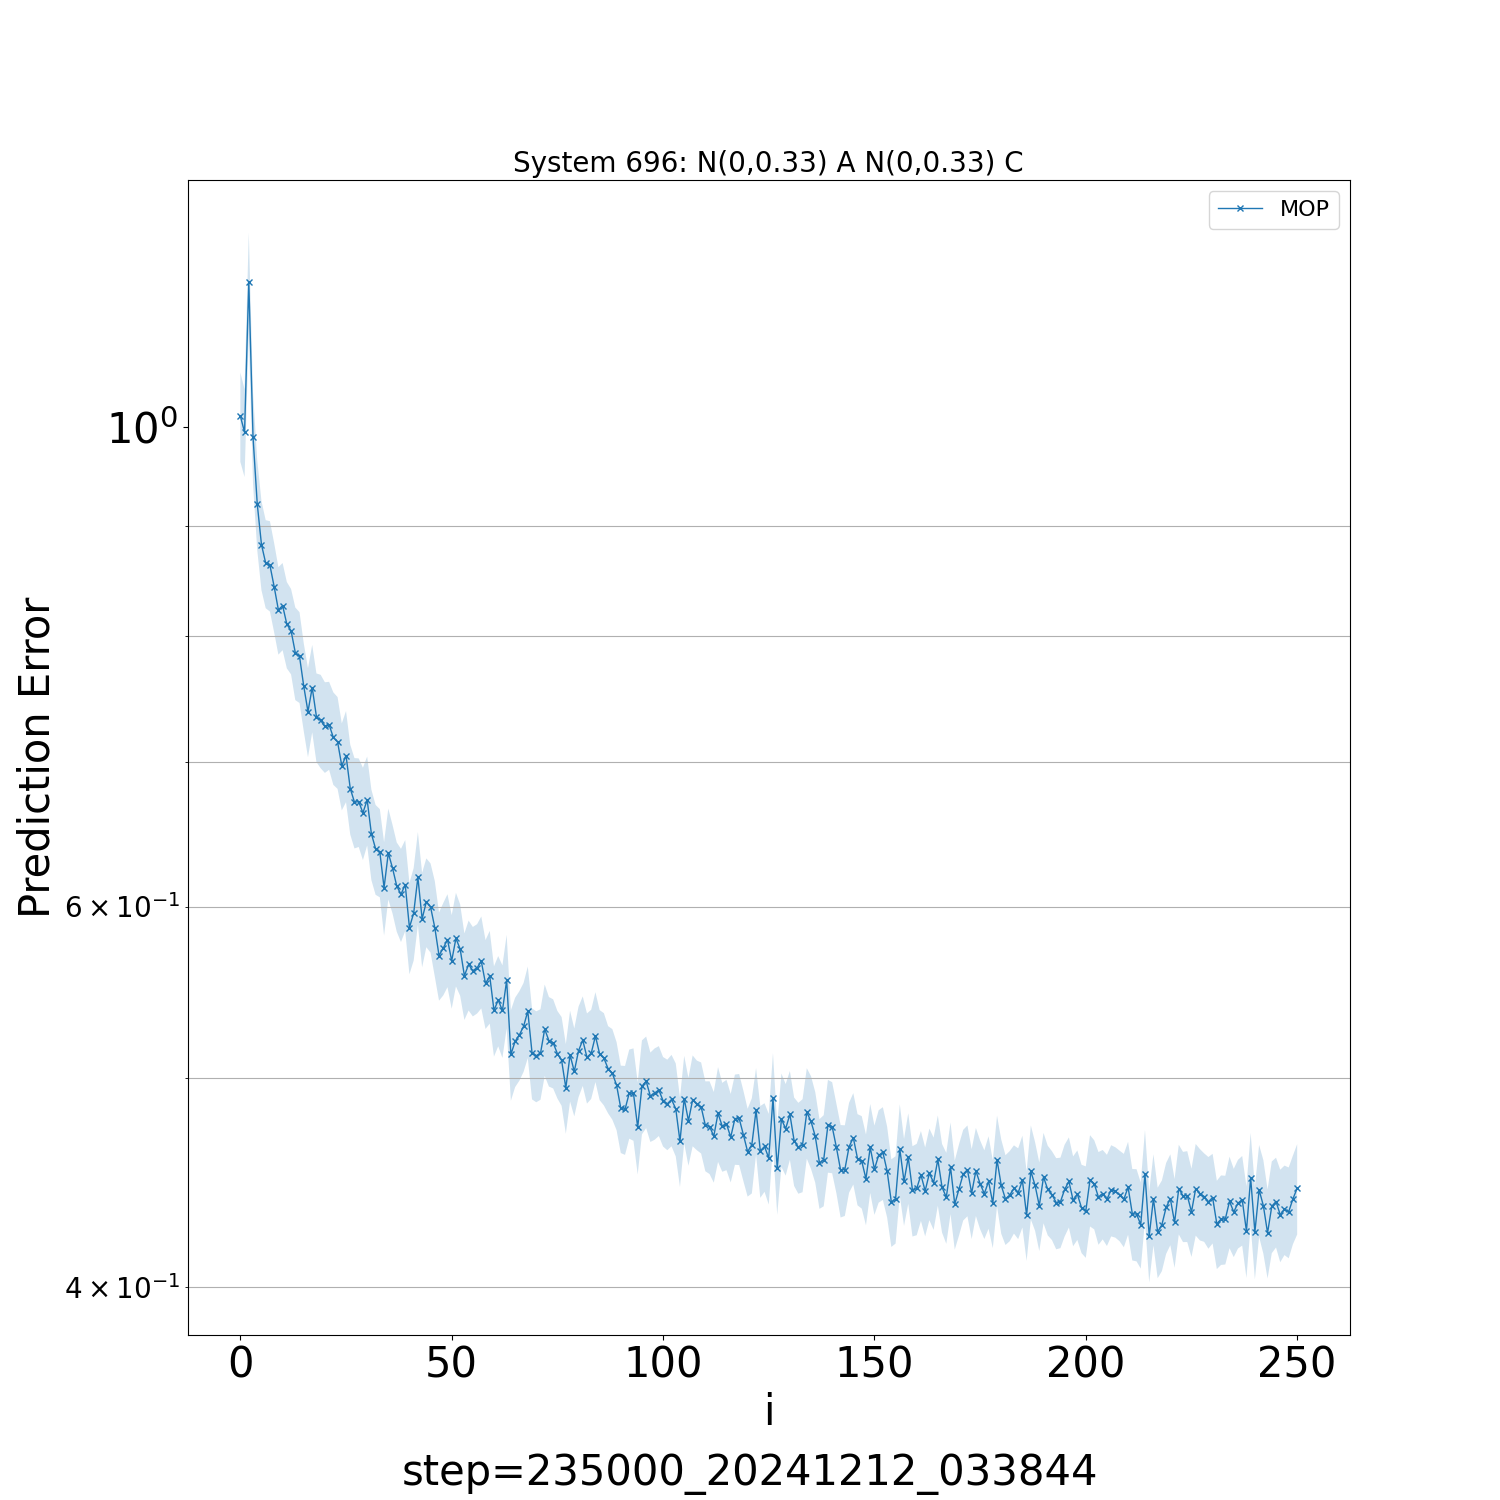 System 696: N(0,0.33) A N(0,0.33) C
MOP
Prediction Error
10⁰
6 × 10⁻¹
4 × 10⁻¹
0 50 100 150 200 250
i
step=235000_20241212_033844